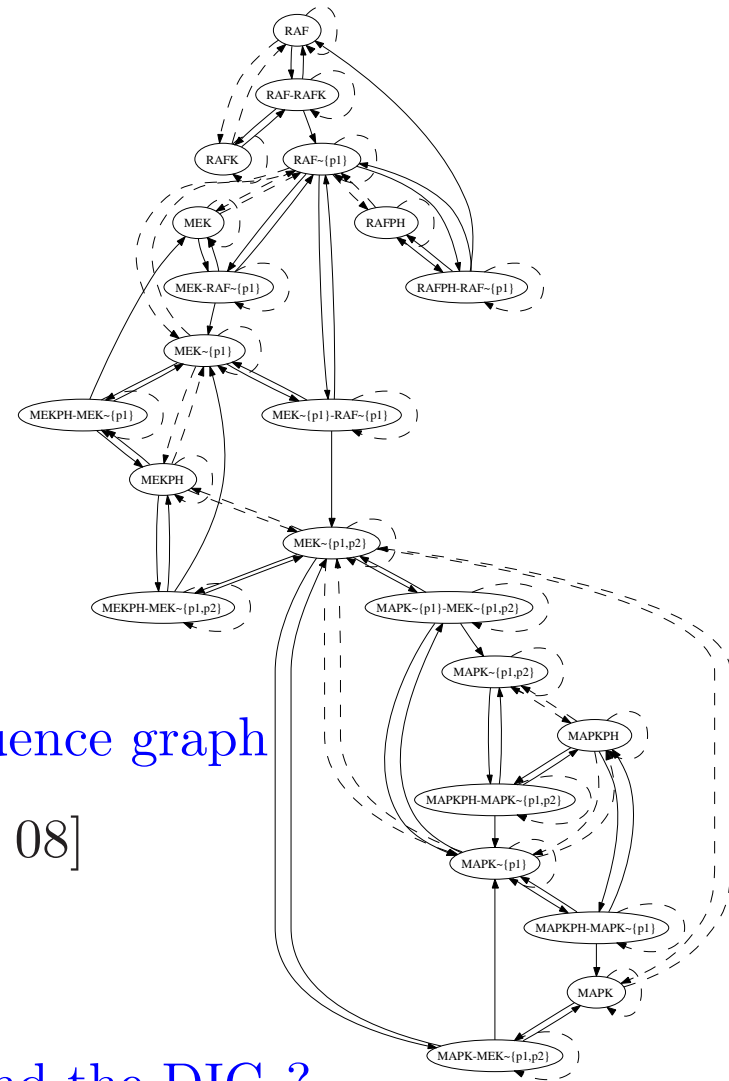 RAF
RAF-RAFK
RAFK
RAF~{p1}
MEK
RAFPH
MEK-RAF~{p1}
RAFPH-RAF~{p1}
MEK~{p1}
MEKPH-MEK~{p1}
MEK~{p1}-RAF~{p1}
MEKPH
MEK~{p1,p2}
MEKPH-MEK~{p1,p2}
MAPK~{p1}-MEK~{p1,p2}
MAPK~{p1,p2}
uence graph
MAPKPH
MAPKPH-MAPK~{p1,p2}
08]
MAPK~{p1}
MAPKPH-MAPK~{p1}
MAPK
MAPK-MEK~{p1,p2}
nd the DIG ?